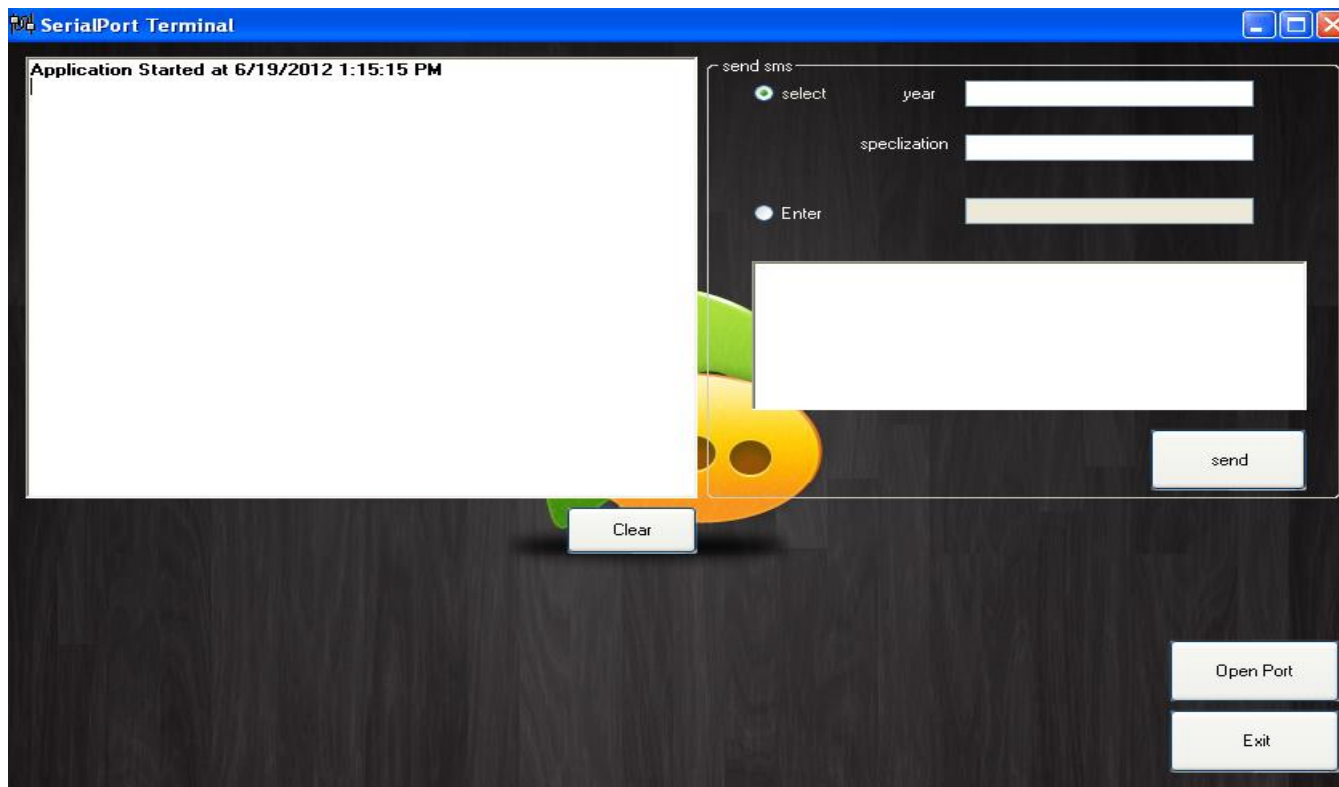 SerialPort Terminal
Application Started at 6/19/2012 1:15:15 PM
send sms
select year
speclization
Enter
send
Clear
Open Port
Exit